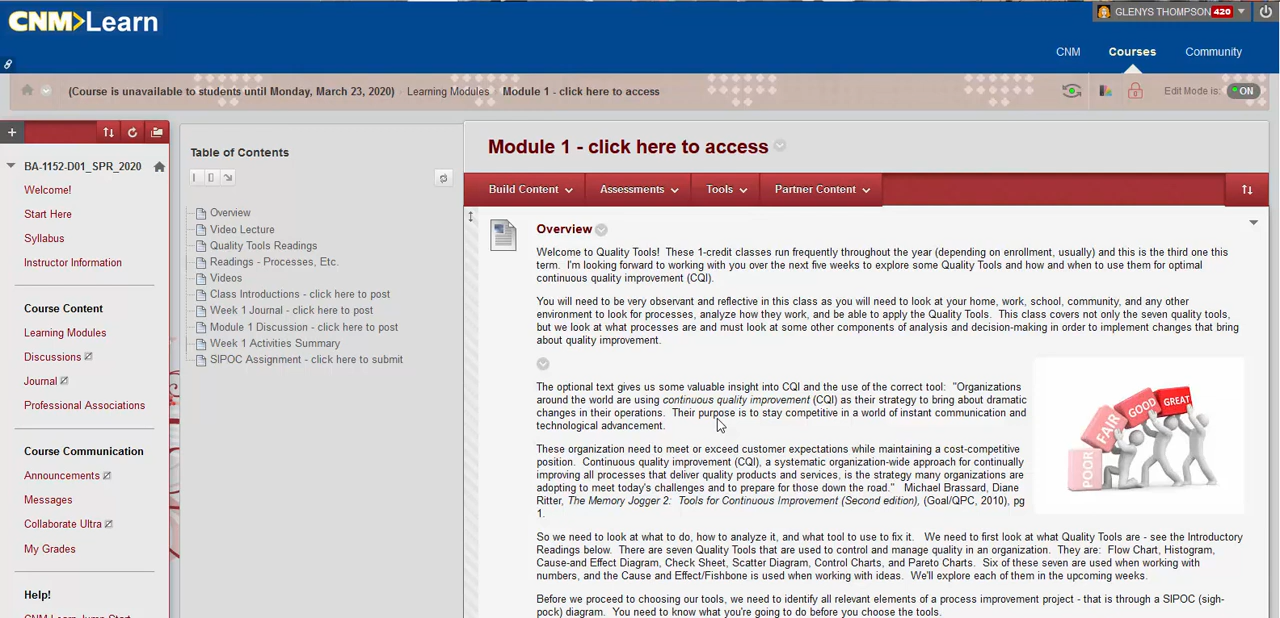 CNM>Learn
GLENYS THOMPSON 420
CNM Courses Community
(Course is unavailable to students until Monday, March 23, 2020) Learning Modules Module 1 - click here to access
Edit Mode is: ON
BA-1152-D01_SPR_2020
Welcome!
Start Here
Syllabus
Instructor Information
Course Content
Learning Modules
Discussions
Journal
Professional Associations
Course Communication
Announcements
Messages
Collaborate Ultra
My Grades
Help!
CNM Learn Jump Start
Table of Contents
Overview
Video Lecture
Quality Tools Readings
Readings - Processes, Etc.
Videos
Class Introductions - click here to post
Week 1 Journal - click here to post
Module 1 Discussion - click here to post
Week 1 Activities Summary
SIPOC Assignment - click here to submit
Module 1 - click here to access
Build Content Assessments Tools Partner Content
Overview
Welcome to Quality Tools! These 1-credit classes run frequently throughout the year (depending on enrollment, usually) and this is the third one this
term. I'm looking forward to working with you over the next five weeks to explore some Quality Tools and how and when to use them for optimal
continuous quality improvement (CQI).
You will need to be very observant and reflective in this class as you will need to look at your home, work, school, community, and any other
environment to look for processes, analyze how they work, and be able to apply the Quality Tools. This class covers not only the seven quality tools,
but we look at what processes are and must look at some other components of analysis and decision-making in order to implement changes that bring
about quality improvement.
The optional text gives us some valuable insight into CQI and the use of the correct tool: "Organizations
around the world are using continuous quality improvement (CQI) as their strategy to bring about dramatic
changes in their operations. Their purpose is to stay competitive in a world of instant communication and
technological advancement.
These organization need to meet or exceed customer expectations while maintaining a cost-competitive
position. Continuous quality improvement (CQI), a systematic organization-wide approach for continually
improving all processes that deliver quality products and services, is the strategy many organizations are
adopting to meet today's challenges and to prepare for those down the road." Michael Brassard, Diane
Ritter, The Memory Jogger 2: Tools for Continuous Improvement (Second edition), (Goal/QPC, 2010), pg
1.
POOR FAIR GOOD GREAT
So we need to look at what to do, how to analyze it, and what tool to use to fix it. We need to first look at what Quality Tools are - see the Introductory
Readings below. There are seven Quality Tools that are used to control and manage quality in an organization. They are: Flow Chart, Histogram,
Cause-and Effect Diagram, Check Sheet, Scatter Diagram, Control Charts, and Pareto Charts. Six of these seven are used when working with
numbers, and the Cause and Effect/Fishbone is used when working with ideas. We'll explore each of them in the upcoming weeks.
Before we proceed to choosing our tools, we need to identify all relevant elements of a process improvement project - that is through a SIPOC (sigh-
pock) diagram. You need to know what you're going to do before you choose the tools.